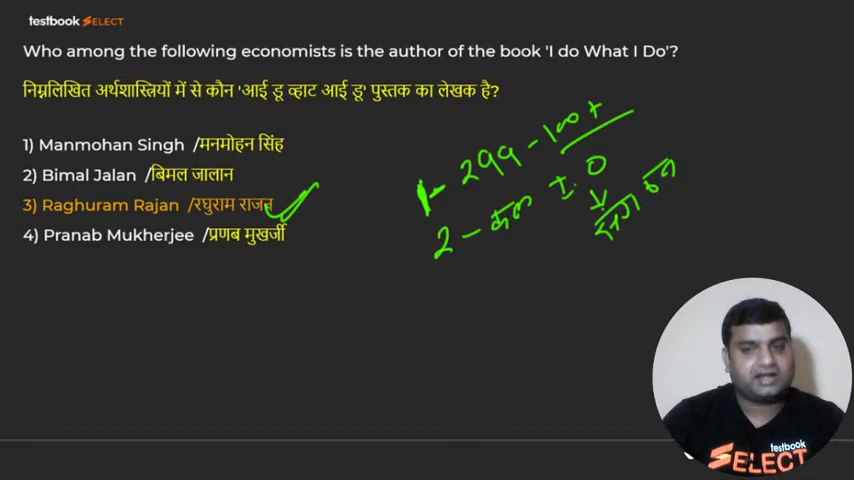 testbook SELECT
Who among the following economists is the author of the book 'I do What I Do'?
निम्नलिखित अर्थशास्त्रियों में से कौन 'आई डू व्हाट आई डू' पुस्तक का लेखक है?
1) Manmohan Singh /मनमोहन सिंह
2) Bimal Jalan /बिमल जालान
3) Raghuram Rajan /रघुराम राजन
4) Pranab Mukherjee /प्रणब मुखर्जी
299 - 100+
2 -
0
testbook
SELECT